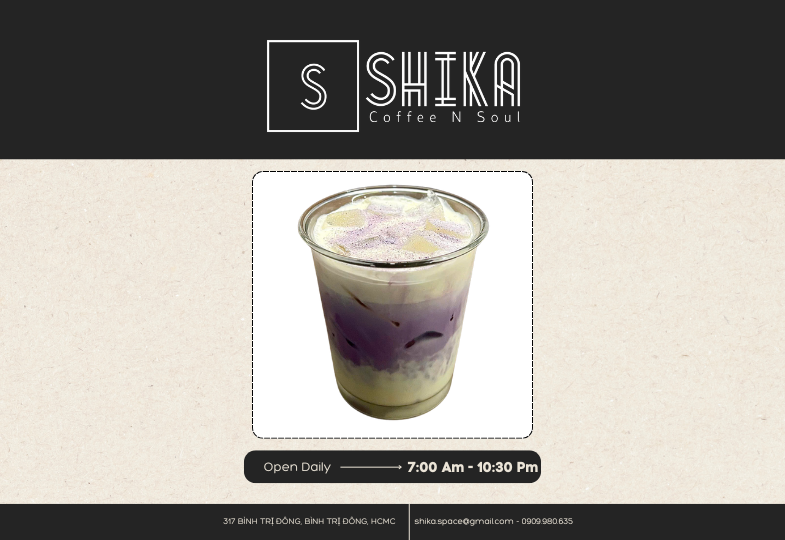 S
SHIKA
Coffee N Soul
Open Daily 7:00 Am - 10:30 Pm
317 BÌNH TRỊ ĐÔNG, BÌNH TRỊ ĐÔNG, HCMC
shika.space@gmail.com - 0909.980.635